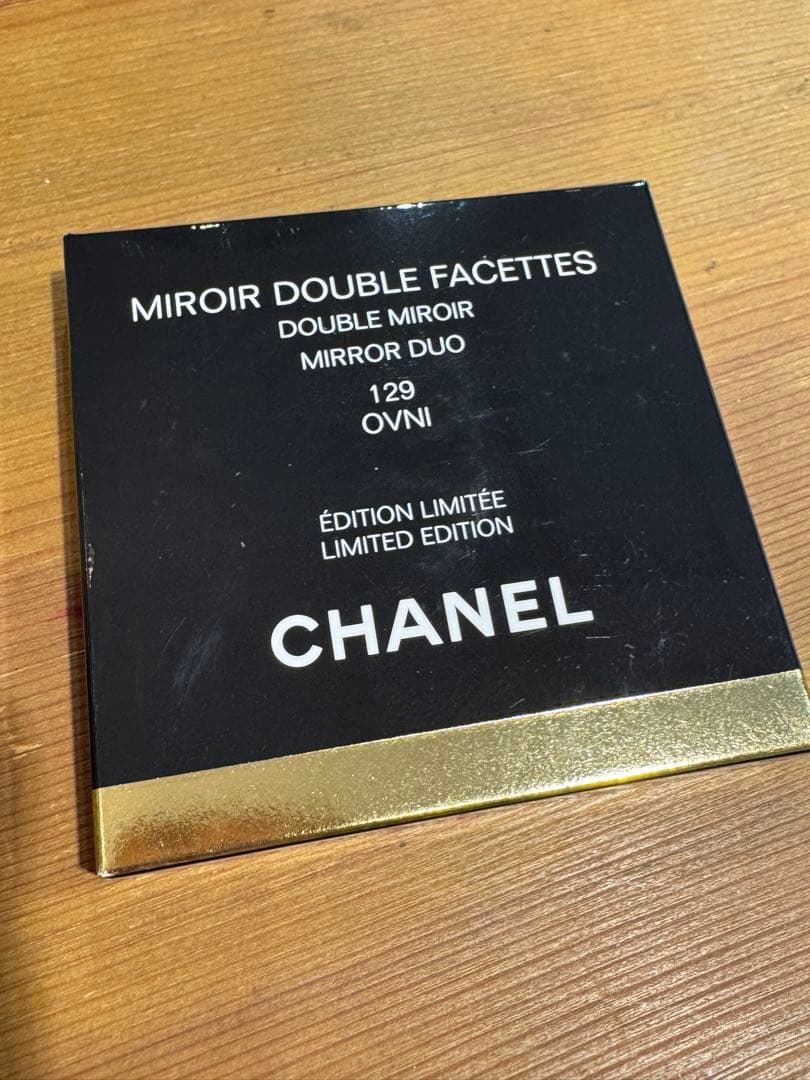 MIROIR DOUBLE FACETTES
DOUBLE MIROIR
MIRROR DUO
129
OVNI
ÉDITION LIMITÉE
LIMITED EDITION
CHANEL